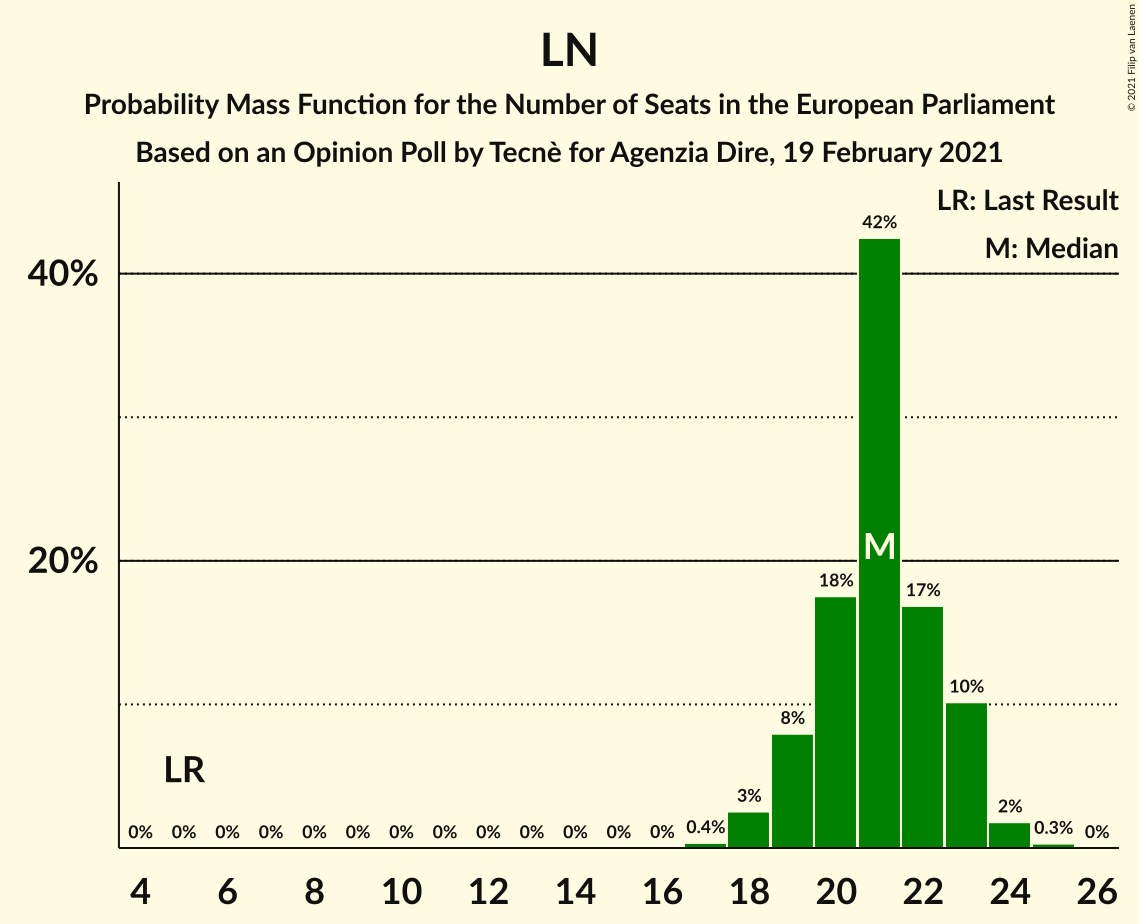 LN
Probability Mass Function for the Number of Seats in the European Parliament
Based on an Opinion Poll by Tecnè for Agenzia Dire, 19 February 2021
© 2021 Filip van Laenen
LR: Last Result
M: Median
42%
40%
M
20%
18%
17%
10%
8%
LR
3%
2%
0% 0% 0% 0% 0% 0% 0% 0% 0% 0% 0% 0% 0% 0.4% 0.3% 0%
4 6 8 10 12 14 16 18 20 22 24 26